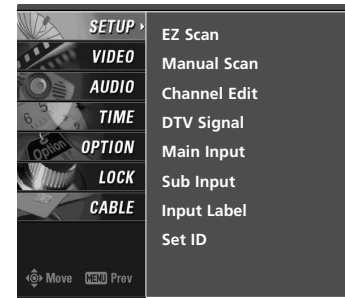 SETUP
VIDEO
AUDIO
TIME
OPTION
LOCK
CABLE
EZ Scan
Manual Scan
Channel Edit
DTV Signal
Main Input
Sub Input
Input Label
Set ID
Move MENU Prev